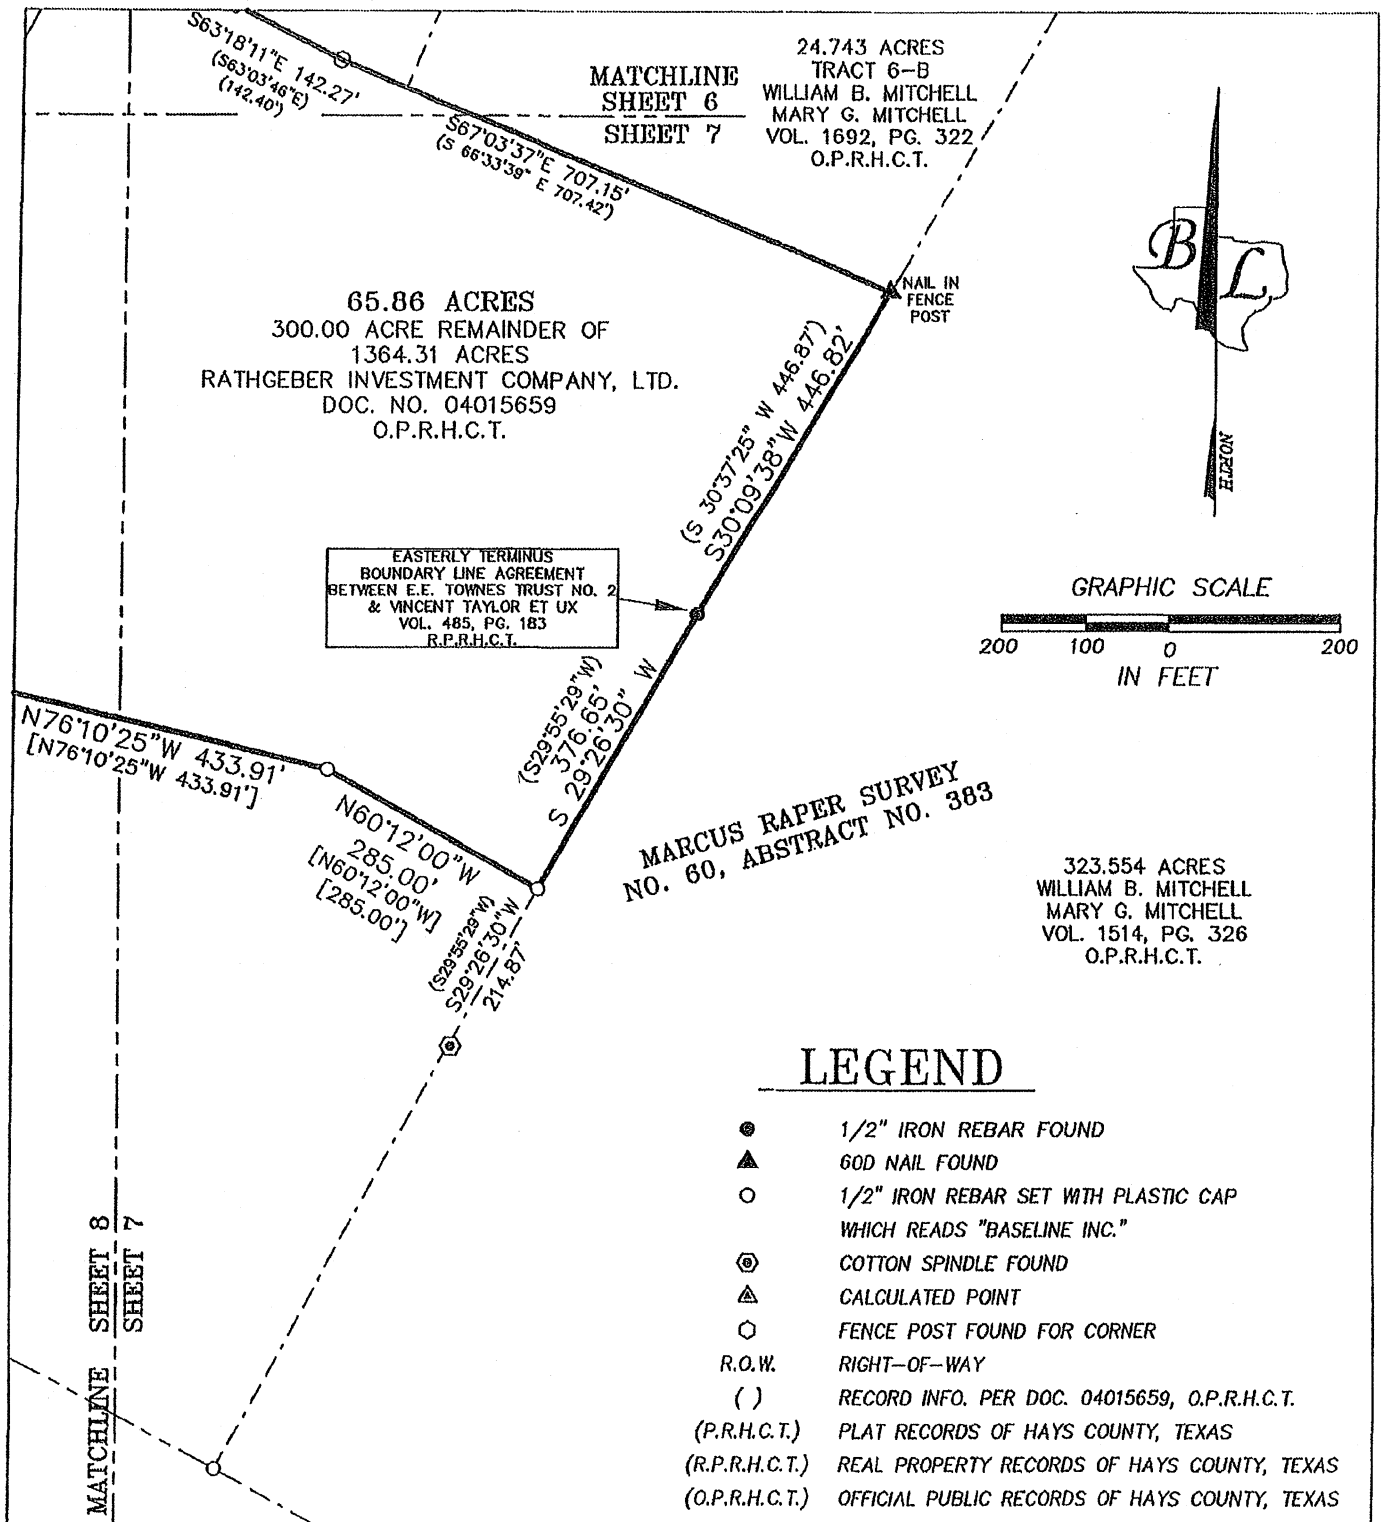 S63°18'11"E 142.27'
(S63°03'46"E)
(142.40')
MATCHLINE
SHEET 6
SHEET 7
24.743 ACRES
TRACT 6-B
WILLIAM B. MITCHELL
MARY G. MITCHELL
VOL. 1692, PG. 322
O.P.R.H.C.T.
S67°03'37"E 707.15'
(S 66°33'39" E 707.42')
B L
NORTH
NAIL IN
FENCE
POST
65.86 ACRES
300.00 ACRE REMAINDER OF
1364.31 ACRES
RATHGEBER INVESTMENT COMPANY, LTD.
DOC. NO. 04015659
O.P.R.H.C.T.
(S 30°37'25" W 446.87')
S30°09'38"W 446.82'
EASTERLY TERMINUS
BOUNDARY LINE AGREEMENT
BETWEEN E.E. TOWNES TRUST NO. 2
& VINCENT TAYLOR ET UX
VOL. 485, PG. 183
R.P.R.H.C.T.
GRAPHIC SCALE
200 100 0 200
IN FEET
(S29°55'29"W)
376.65'
S 29°26'30" W
N76°10'25"W 433.91'
[N76°10'25"W 433.91']
N60°12'00"W
285.00'
[N60°12'00"W]
[285.00']
MARCUS RAPER SURVEY
NO. 60, ABSTRACT NO. 383
323.554 ACRES
WILLIAM B. MITCHELL
MARY G. MITCHELL
VOL. 1514, PG. 326
O.P.R.H.C.T.
(S29°55'29"W)
S29°26'30"W
214.87'
LEGEND
1/2" IRON REBAR FOUND
60D NAIL FOUND
1/2" IRON REBAR SET WITH PLASTIC CAP
WHICH READS "BASELINE INC."
COTTON SPINDLE FOUND
CALCULATED POINT
FENCE POST FOUND FOR CORNER
R.O.W. RIGHT-OF-WAY
( ) RECORD INFO. PER DOC. 04015659, O.P.R.H.C.T.
(P.R.H.C.T.) PLAT RECORDS OF HAYS COUNTY, TEXAS
(R.P.R.H.C.T.) REAL PROPERTY RECORDS OF HAYS COUNTY, TEXAS
(O.P.R.H.C.T.) OFFICIAL PUBLIC RECORDS OF HAYS COUNTY, TEXAS
MATCHLINE SHEET 8
SHEET 7